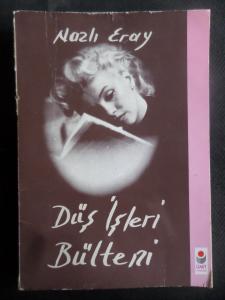 Nazlı Eray
Düş İşleri
Bülteni